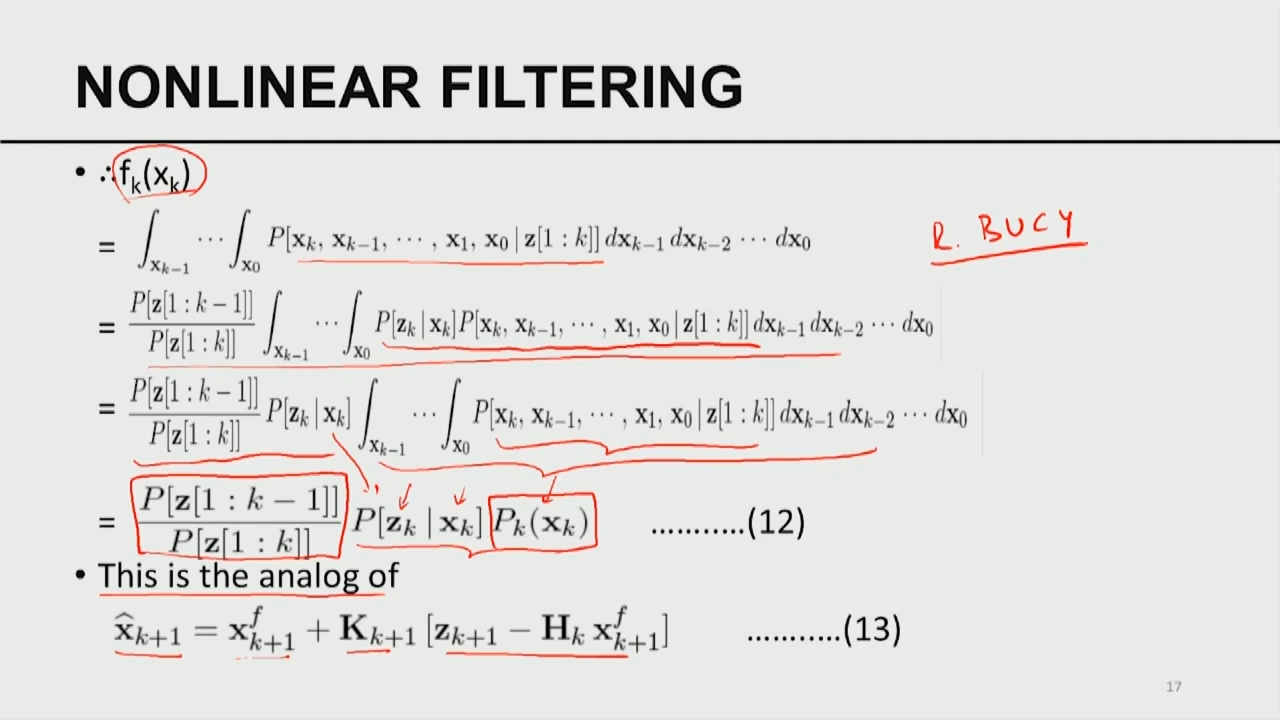 NONLINEAR FILTERING
• ∴f_k(x_k)
= ∫_{x_{k−1}} ⋯ ∫_{x_0} P[x_k, x_{k−1}, ⋯ , x_1, x_0 | z[1 : k]] dx_{k−1} dx_{k−2} ⋯ dx_0
R. BUCY
= P[z[1 : k − 1]] / P[z[1 : k]] ∫_{x_{k−1}} ⋯ ∫_{x_0} P[z_k | x_k]P[x_k, x_{k−1}, ⋯ , x_1, x_0 | z[1 : k]] dx_{k−1} dx_{k−2} ⋯ dx_0
= P[z[1 : k − 1]] / P[z[1 : k]] P[z_k | x_k] ∫_{x_{k−1}} ⋯ ∫_{x_0} P[x_k, x_{k−1}, ⋯ , x_1, x_0 | z[1 : k]] dx_{k−1} dx_{k−2} ⋯ dx_0
= P[z[1 : k − 1]] / P[z[1 : k]] P[z_k | x_k] P_k(x_k) ...........(12)
• This is the analog of
x̂_{k+1} = x^f_{k+1} + K_{k+1} [z_{k+1} − H_k x^f_{k+1}] ...........(13)
17